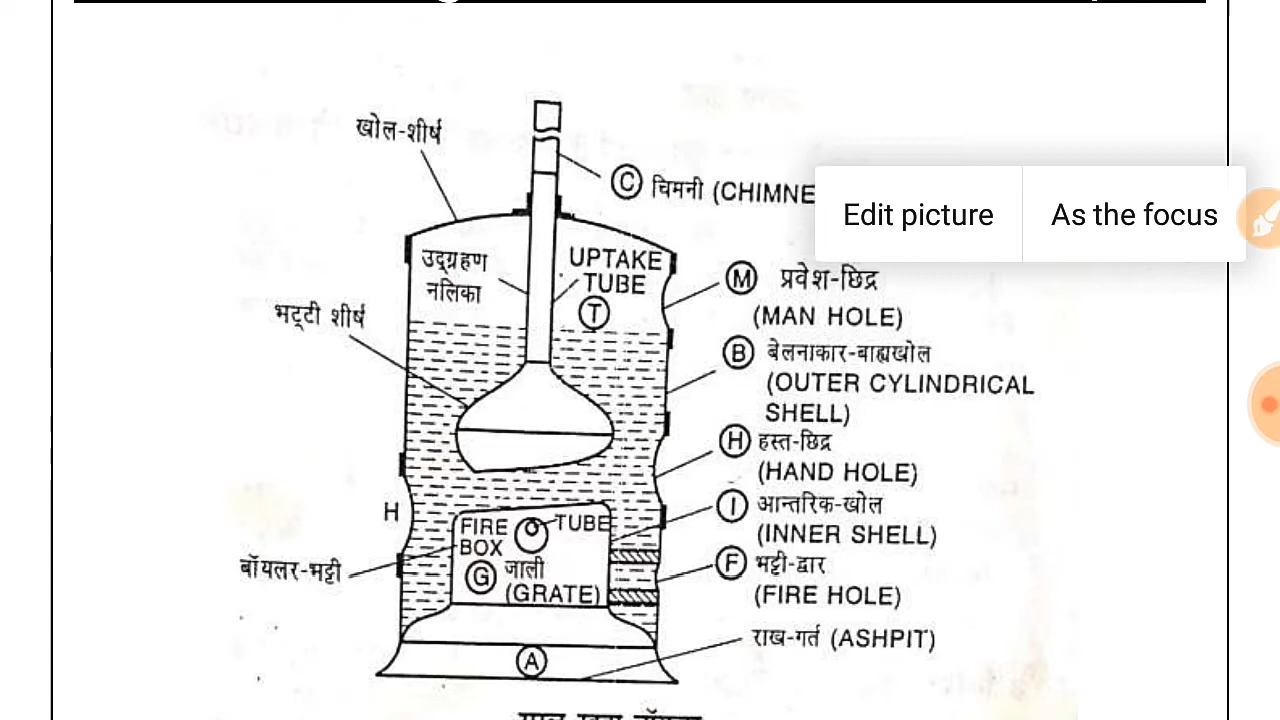 खोल-शीर्ष
C चिमनी (CHIMNE
Edit picture
As the focus
उद्ग्रहण
नलिका
UPTAKE
TUBE
T
M प्रवेश-छिद्र
(MAN HOLE)
भट्टी शीर्ष
B बेलनाकार-बाह्यखोल
(OUTER CYLINDRICAL
SHELL)
H हस्त-छिद्र
(HAND HOLE)
H
I आन्तरिक-खोल
(INNER SHELL)
FIRE
BOX
TUBE
बॉयलर-भट्टी
G जाली
(GRATE)
F भट्टी-द्वार
(FIRE HOLE)
राख-गर्त (ASHPIT)
A